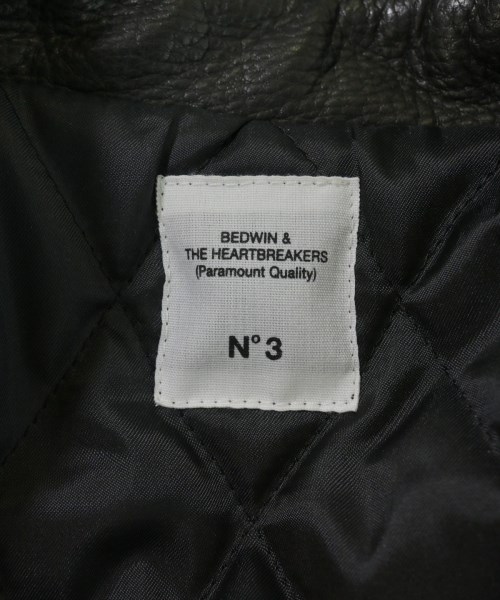 BEDWIN &
THE HEARTBREAKERS
(Paramount Quality)
N° 3